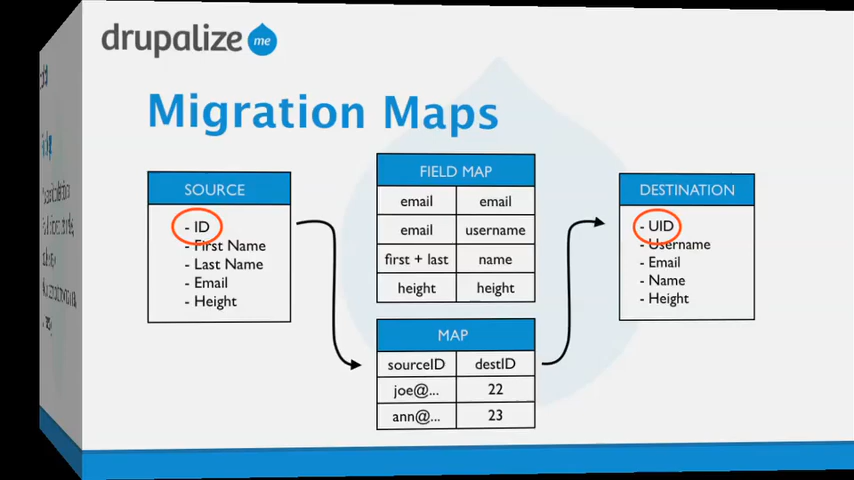 drupalize me
Migration Maps
SOURCE
- ID
- First Name
- Last Name
- Email
- Height
FIELD MAP
email email
email username
first + last name
height height
MAP
sourceID destID
joe@... 22
ann@... 23
DESTINATION
- UID
- Username
- Email
- Name
- Height